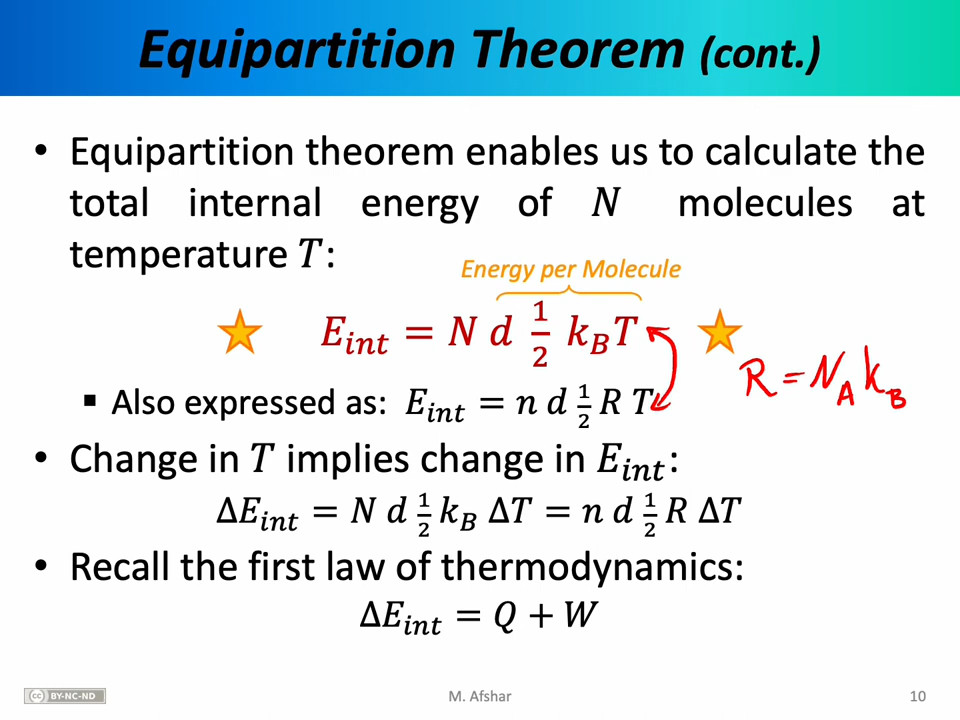 Equipartition Theorem (cont.)
• Equipartition theorem enables us to calculate the
total internal energy of N molecules at
temperature T:
Energy per Molecule
E_int = N d 1/2 k_B T
R = N_A k_B
▪ Also expressed as: E_int = n d 1/2 R T
• Change in T implies change in E_int:
ΔE_int = N d 1/2 k_B ΔT = n d 1/2 R ΔT
• Recall the first law of thermodynamics:
ΔE_int = Q + W
cc BY-NC-ND
M. Afshar
10